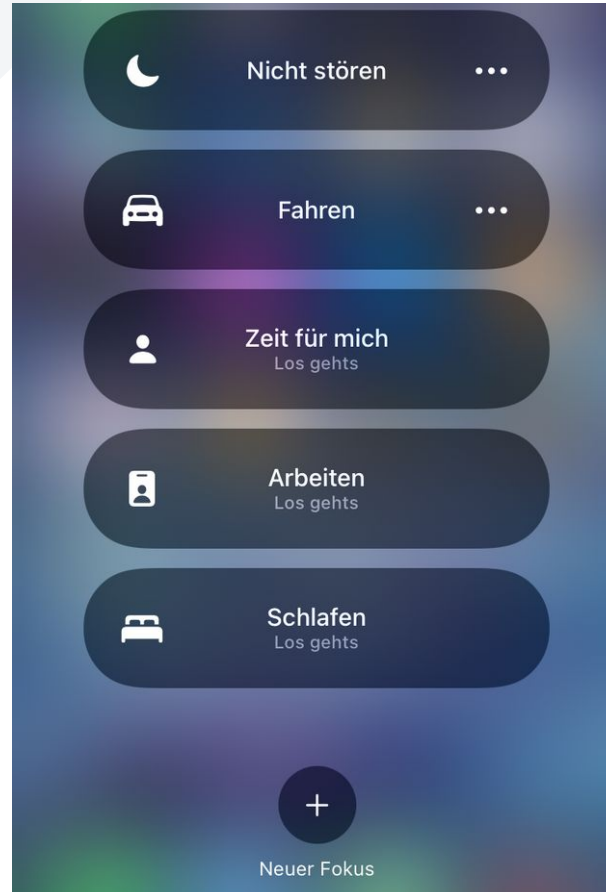 Nicht stören
Fahren
Zeit für mich
Los gehts
Arbeiten
Los gehts
Schlafen
Los gehts
Neuer Fokus